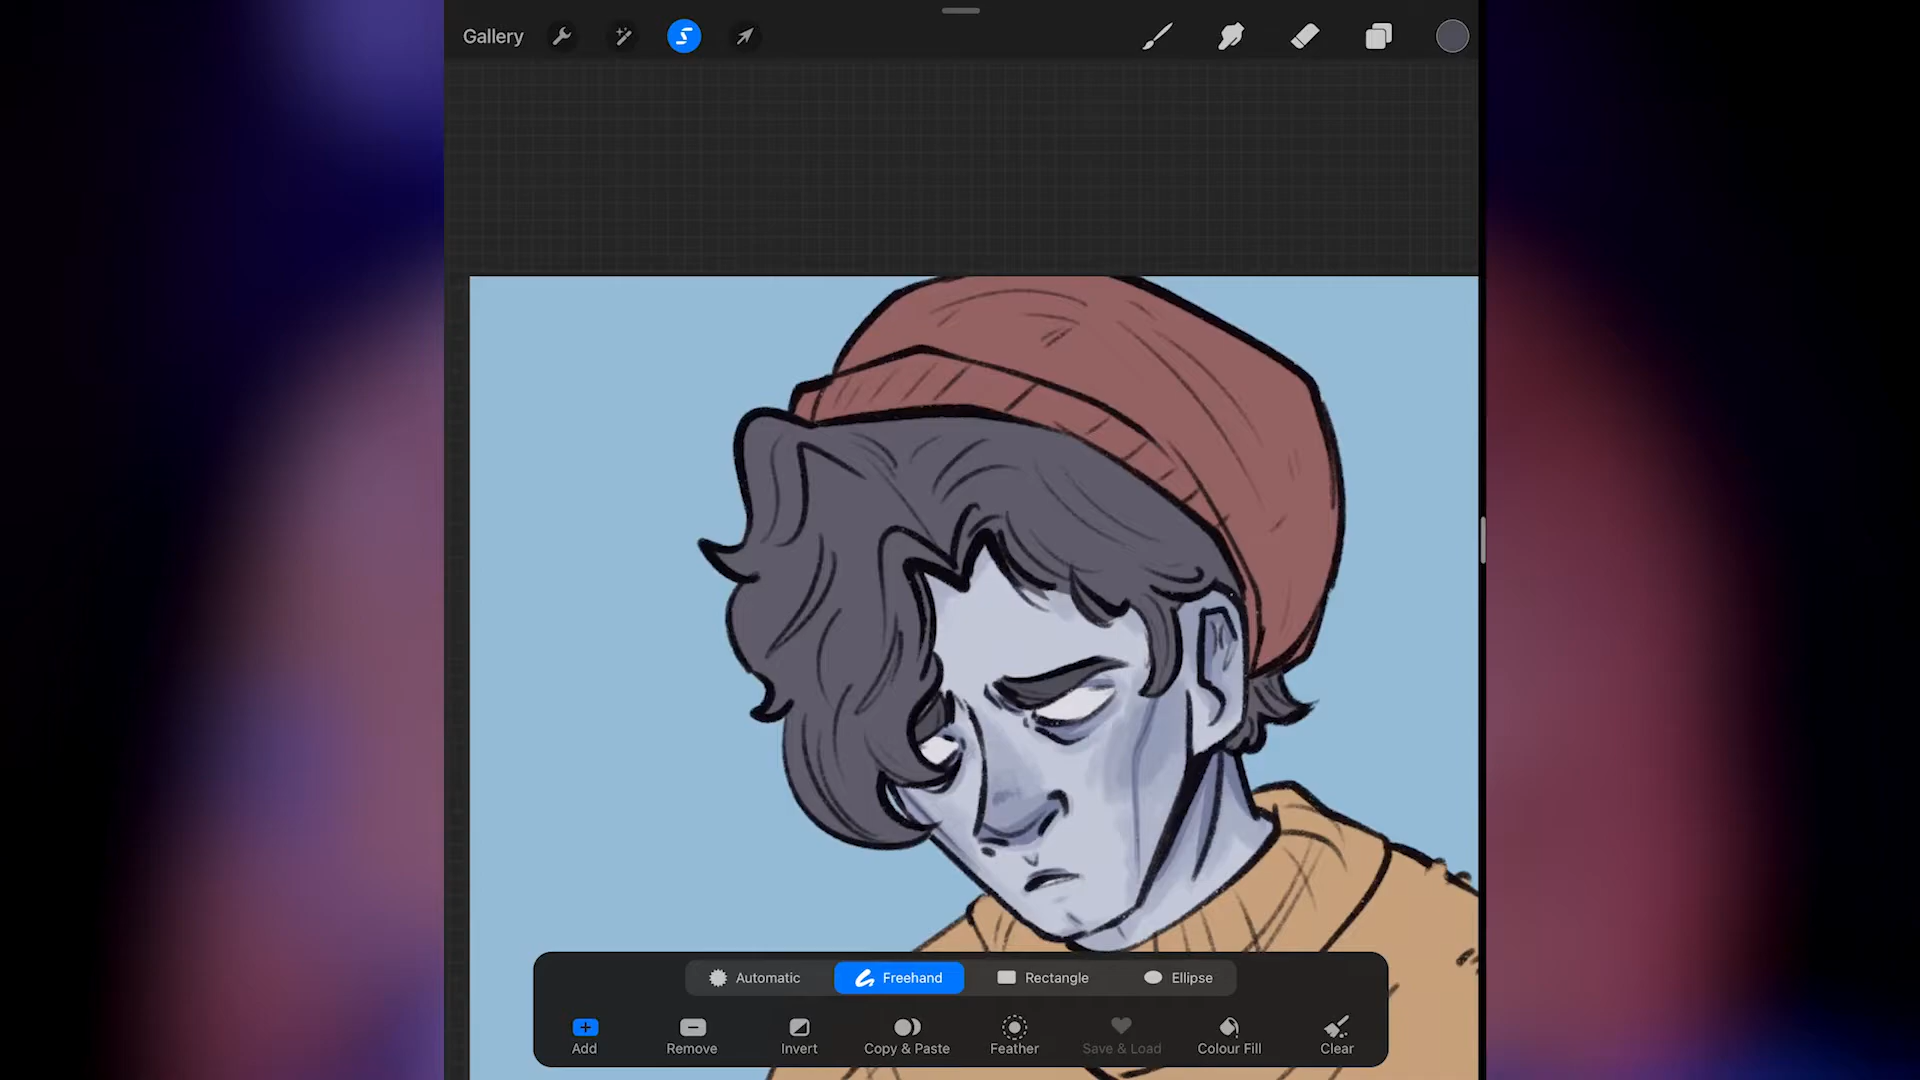 Gallery
Automatic Freehand Rectangle Ellipse
Add Remove Invert Copy & Paste Feather Save & Load Colour Fill Clear